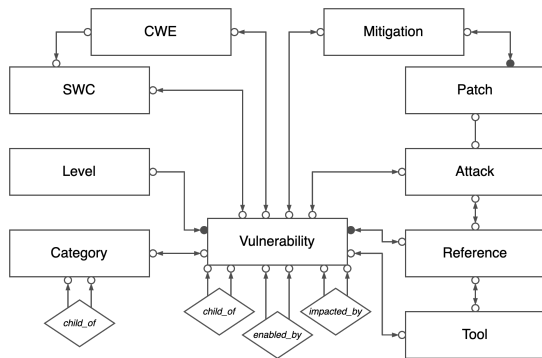 CWE
Mitigation
SWC
Patch
Level
Attack
Vulnerability
Category
Reference
child_of
impacted_by
child_of
enabled_by
Tool